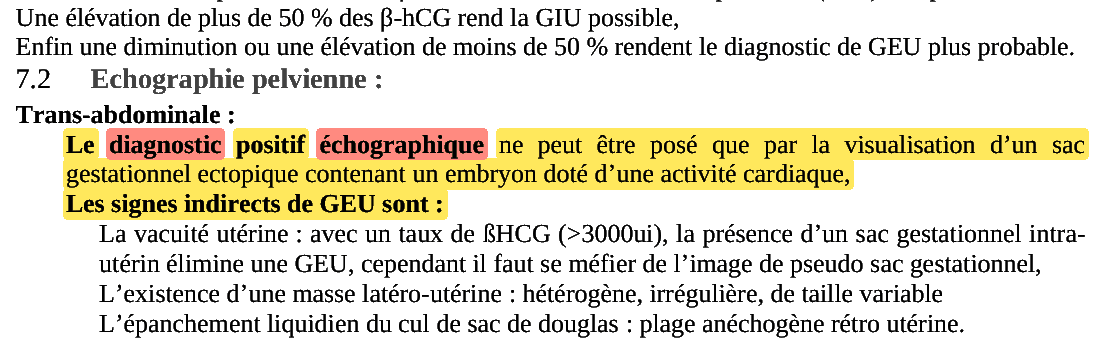 Une élévation de plus de 50 % des β-hCG rend la GIU possible,
Enfin une diminution ou une élévation de moins de 50 % rendent le diagnostic de GEU plus probable.
7.2 Echographie pelvienne :
Trans-abdominale :
Le diagnostic positif échographique ne peut être posé que par la visualisation d’un sac
gestationnel ectopique contenant un embryon doté d’une activité cardiaque,
Les signes indirects de GEU sont :
La vacuité utérine : avec un taux de ßHCG (>3000ui), la présence d’un sac gestationnel intra-
utérin élimine une GEU, cependant il faut se méfier de l’image de pseudo sac gestationnel,
L’existence d’une masse latéro-utérine : hétérogène, irrégulière, de taille variable
L’épanchement liquidien du cul de sac de douglas : plage anéchogène rétro utérine.